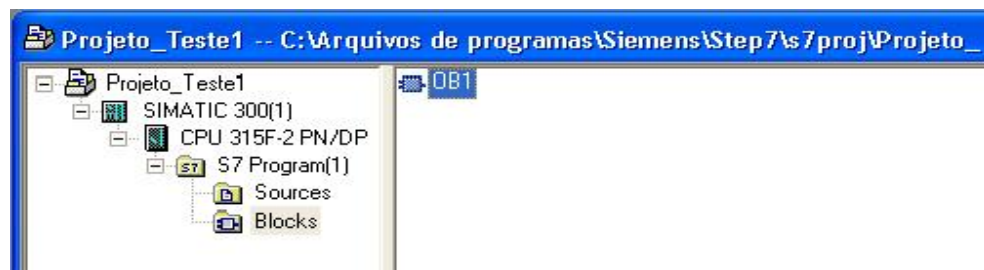 Projeto_Teste1 -- C:\Arquivos de programas\Siemens\Step7\s7proj\Projeto_
Projeto_Teste1
OB1
SIMATIC 300(1)
CPU 315F-2 PN/DP
S7 Program(1)
Sources
Blocks